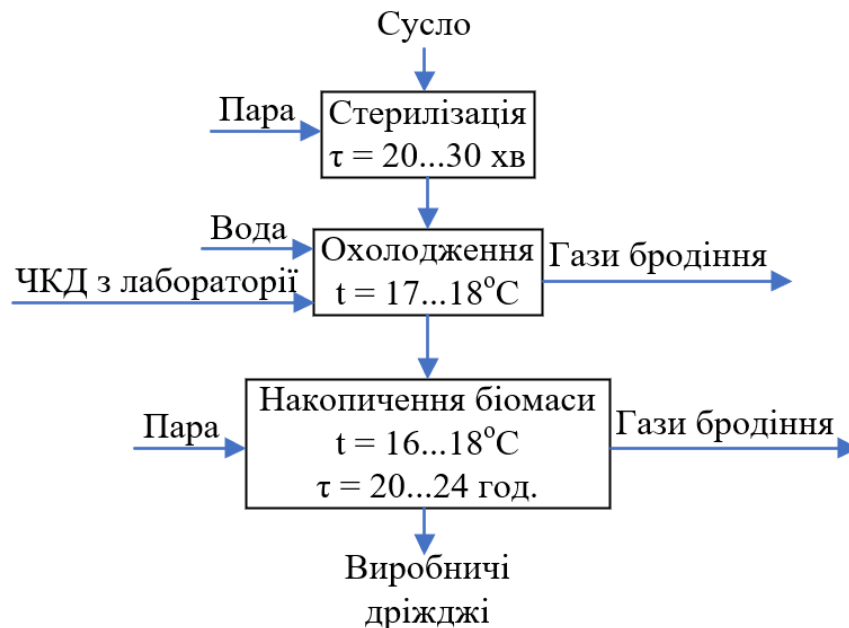 Сусло
Пара
Стерилізація
τ = 20...30 хв
Вода
ЧКД з лабораторії
Охолодження
t = 17...18°C
Гази бродіння
Пара
Накопичення біомаси
t = 16...18°C
τ = 20...24 год.
Гази бродіння
Виробничі
дріжджі